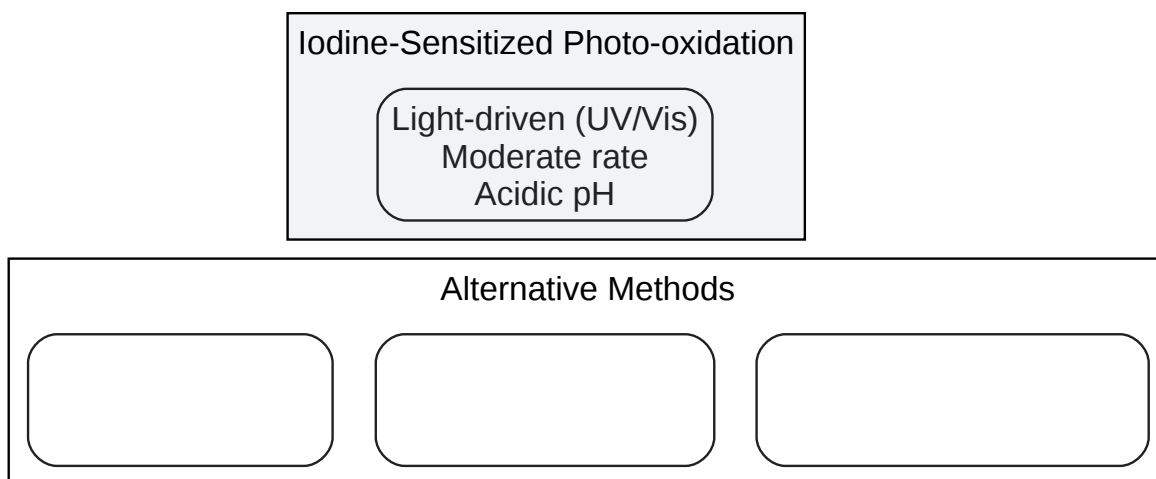 Iodine-Sensitized Photo-oxidation
Light-driven (UV/Vis)
Moderate rate
Acidic pH
Alternative Methods